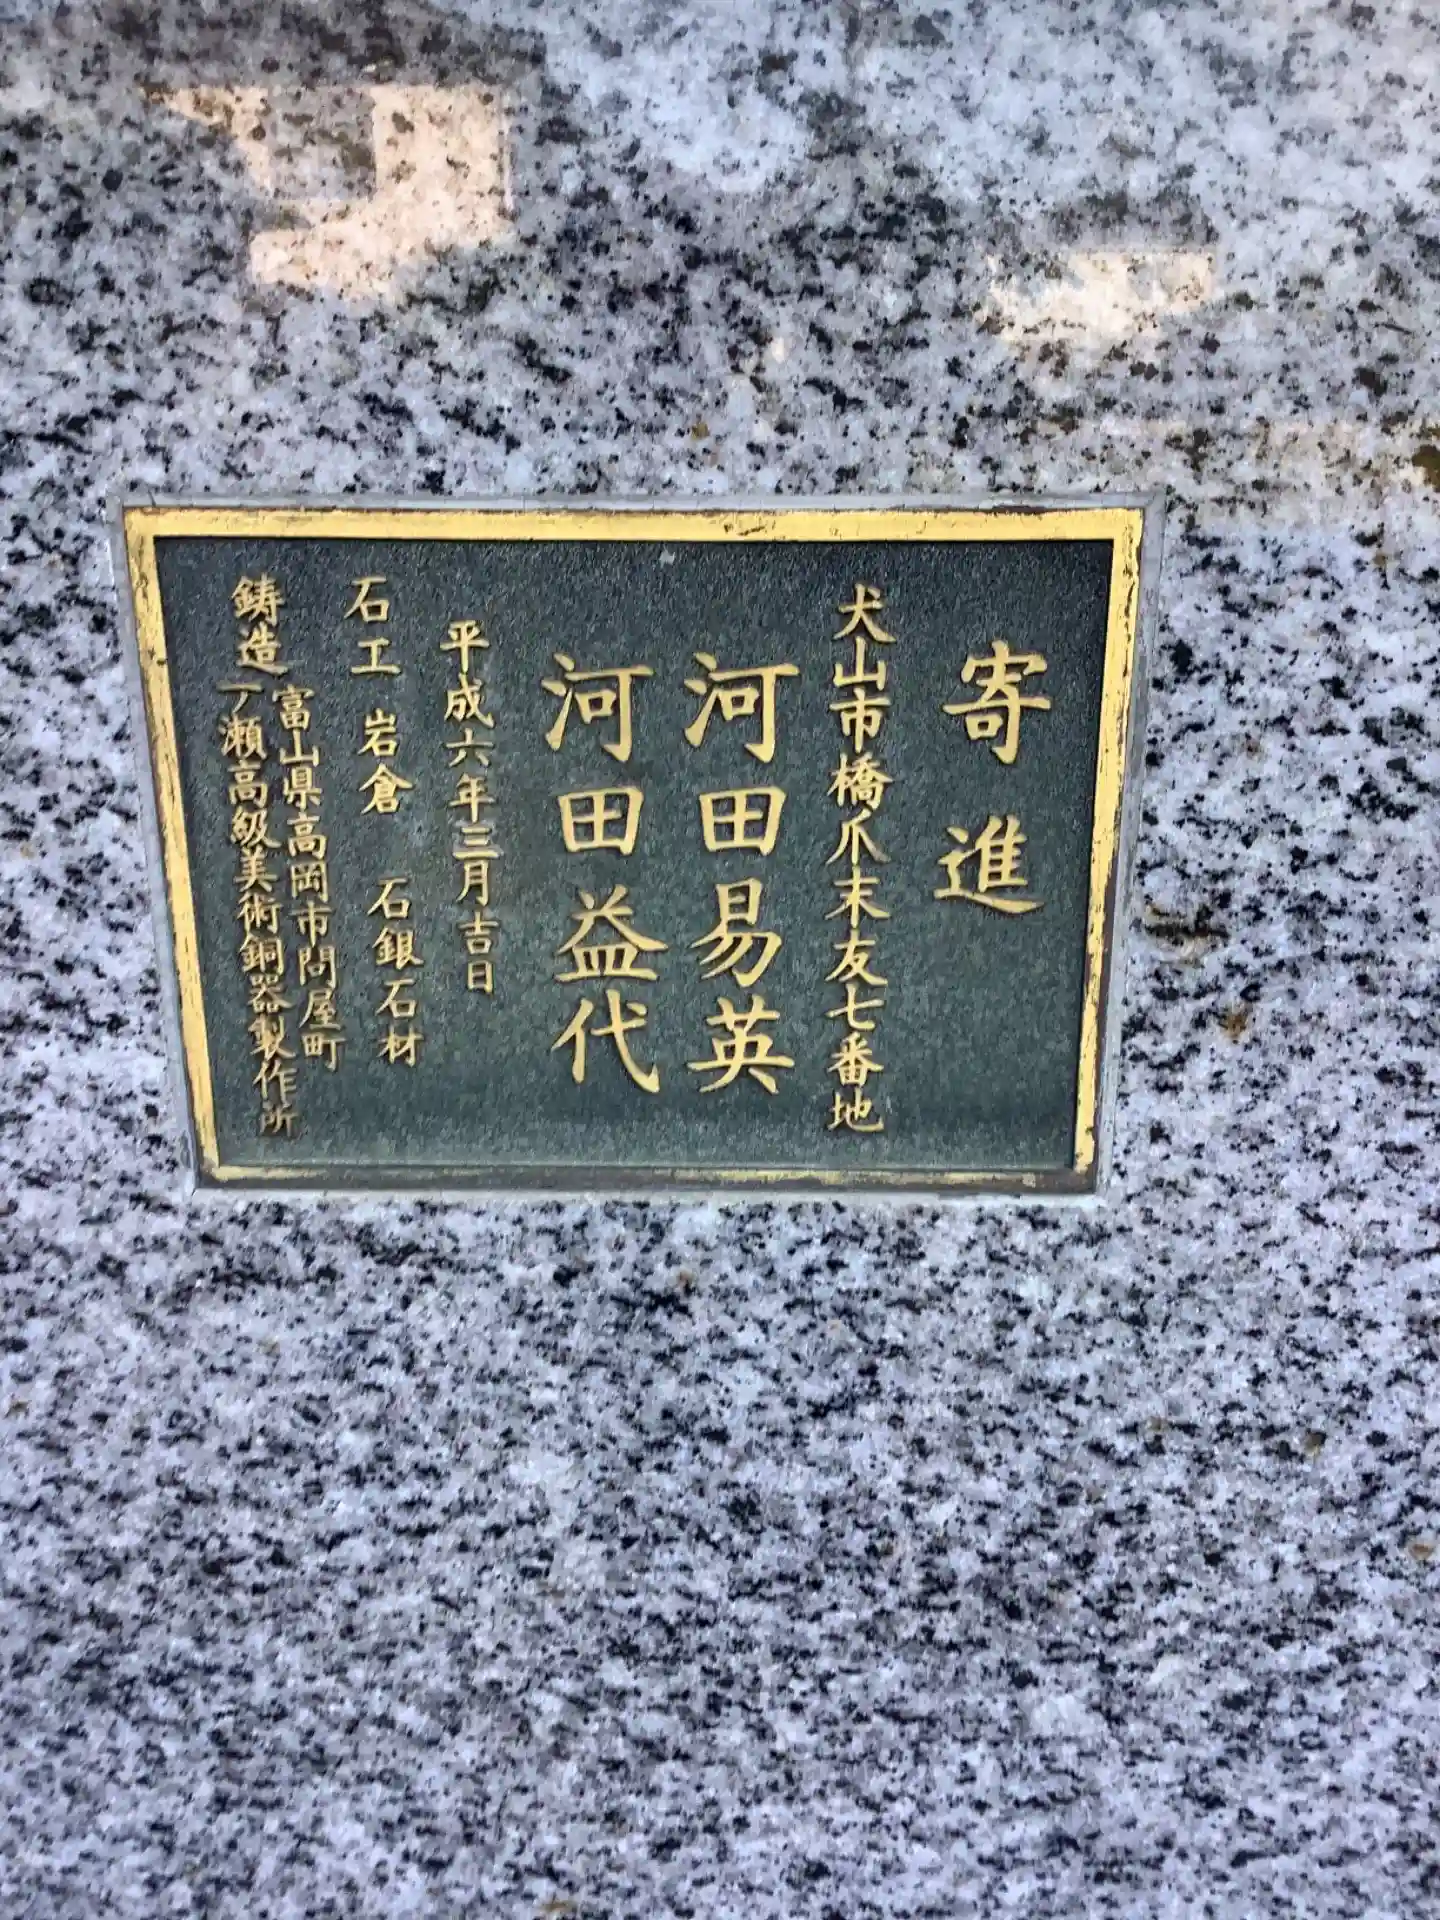 寄進
犬山市橋爪末友七番地
河田易英
河田益代
平成六年三月吉日
石工 岩倉 石銀石材
鋳造 富山県高岡市問屋町
一ノ瀬高級美術銅器製作所